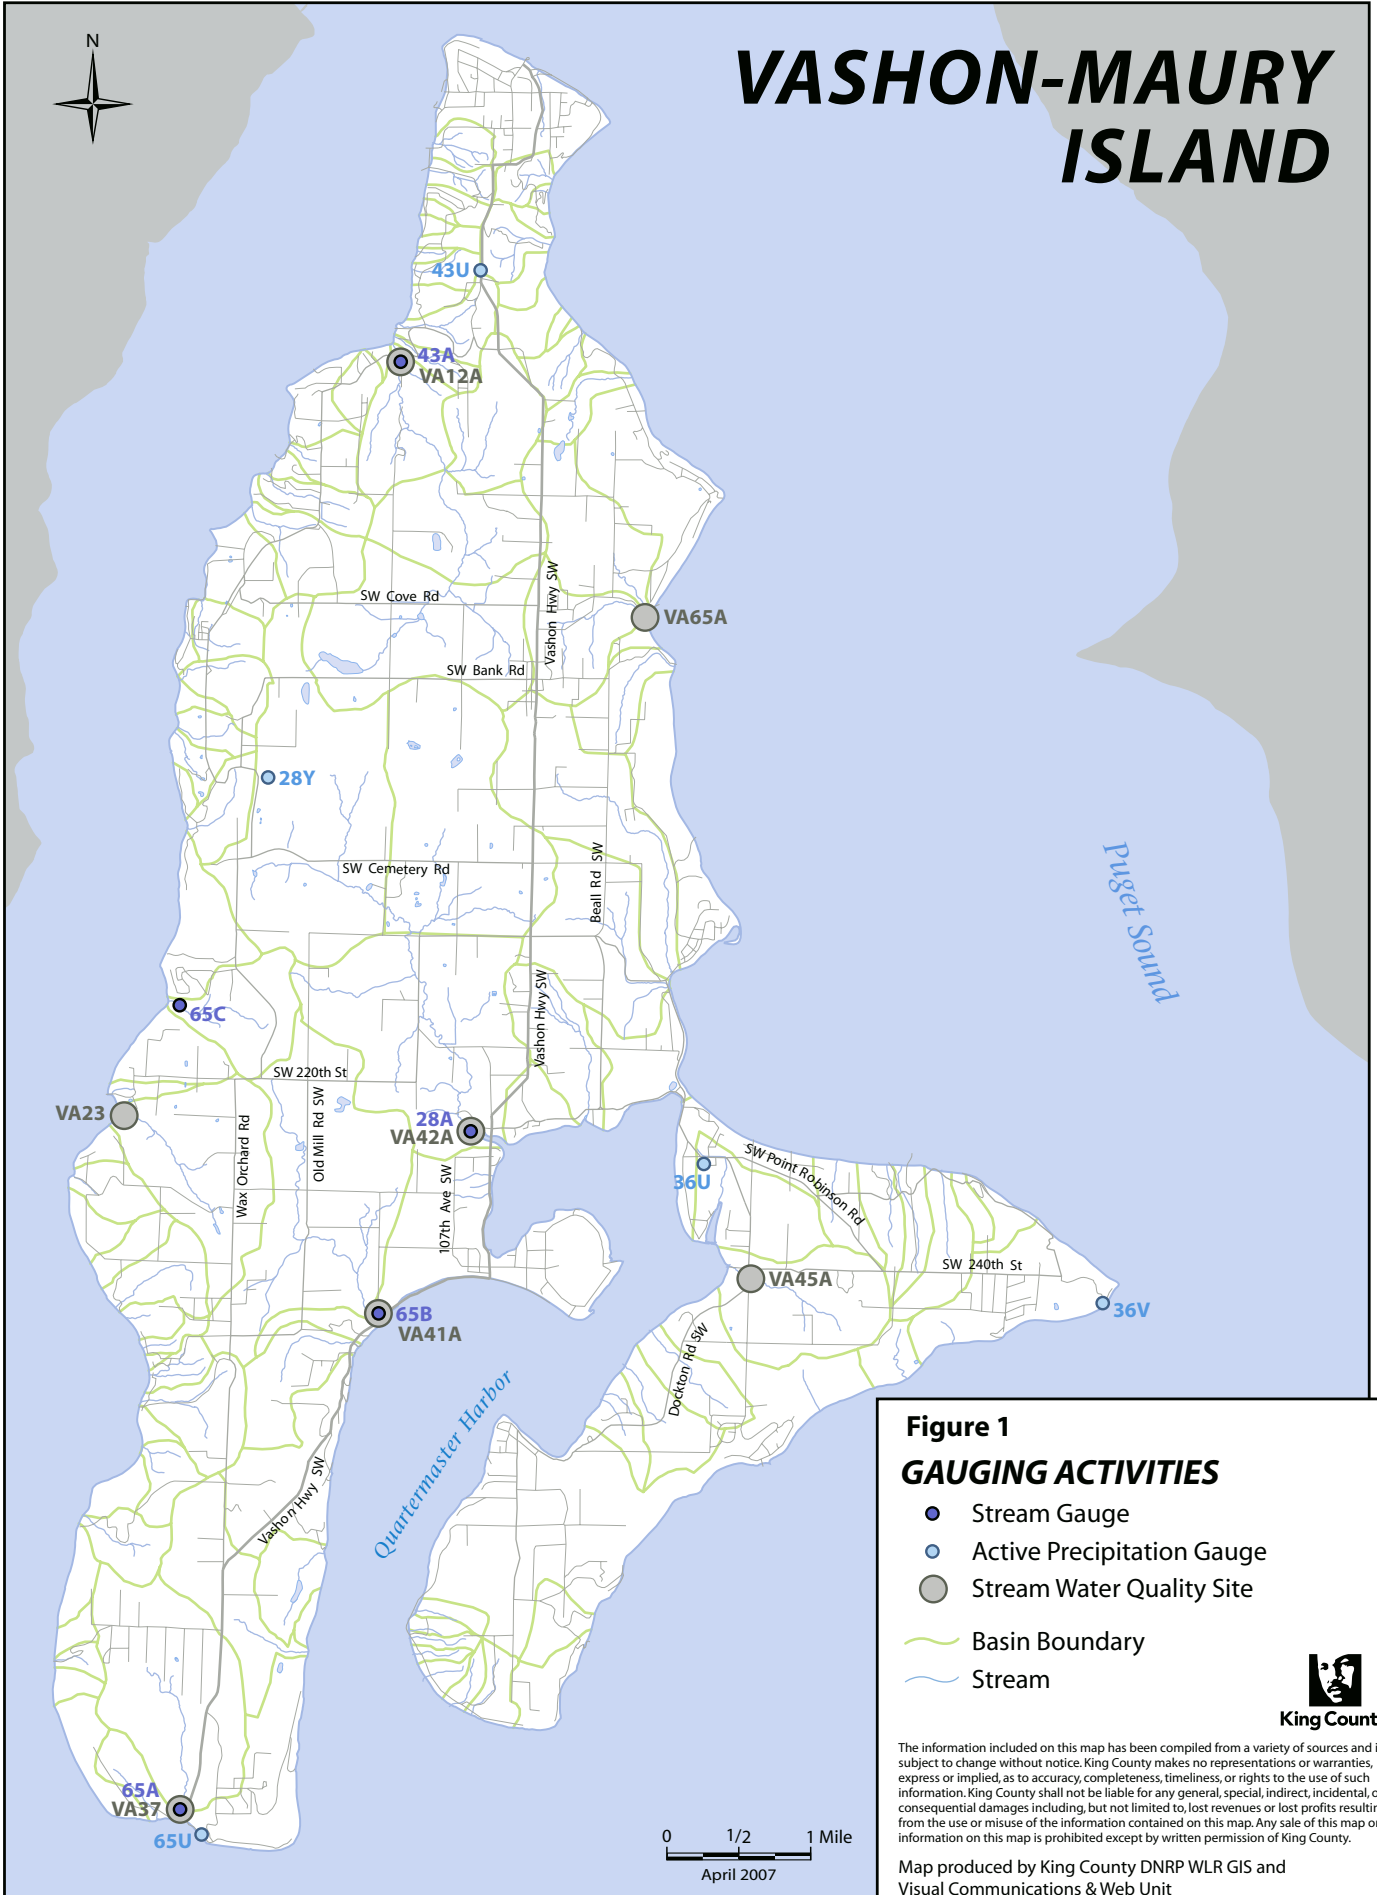 N
VASHON-MAURY
ISLAND
43U
43A
VA12A
SW Cove Rd
Vashon Hwy SW
VA65A
SW Bank Rd
28Y
SW Cemetery Rd
Beall Rd SW
Puget Sound
65C
Vashon Hwy SW
SW 220th St
VA23
Wax Orchard Rd
Old Mill Rd SW
28A
VA42A
107th Ave SW
36U
SW Point Robinson Rd
SW 240th St
VA45A
36V
65B
VA41A
Dockton Rd SW
Quartermaster Harbor
Vashon Hwy SW
65A
VA37
65U
0 1/2 1 Mile
April 2007
Figure 1
GAUGING ACTIVITIES
Stream Gauge
Active Precipitation Gauge
Stream Water Quality Site
Basin Boundary
Stream
King Count
The information included on this map has been compiled from a variety of sources and i
subject to change without notice. King County makes no representations or warranties,
express or implied, as to accuracy, completeness, timeliness, or rights to the use of such
information. King County shall not be liable for any general, special, indirect, incidental, o
consequential damages including, but not limited to, lost revenues or lost profits resultin
from the use or misuse of the information contained on this map. Any sale of this map or
information on this map is prohibited except by written permission of King County.
Map produced by King County DNRP WLR GIS and
Visual Communications & Web Unit